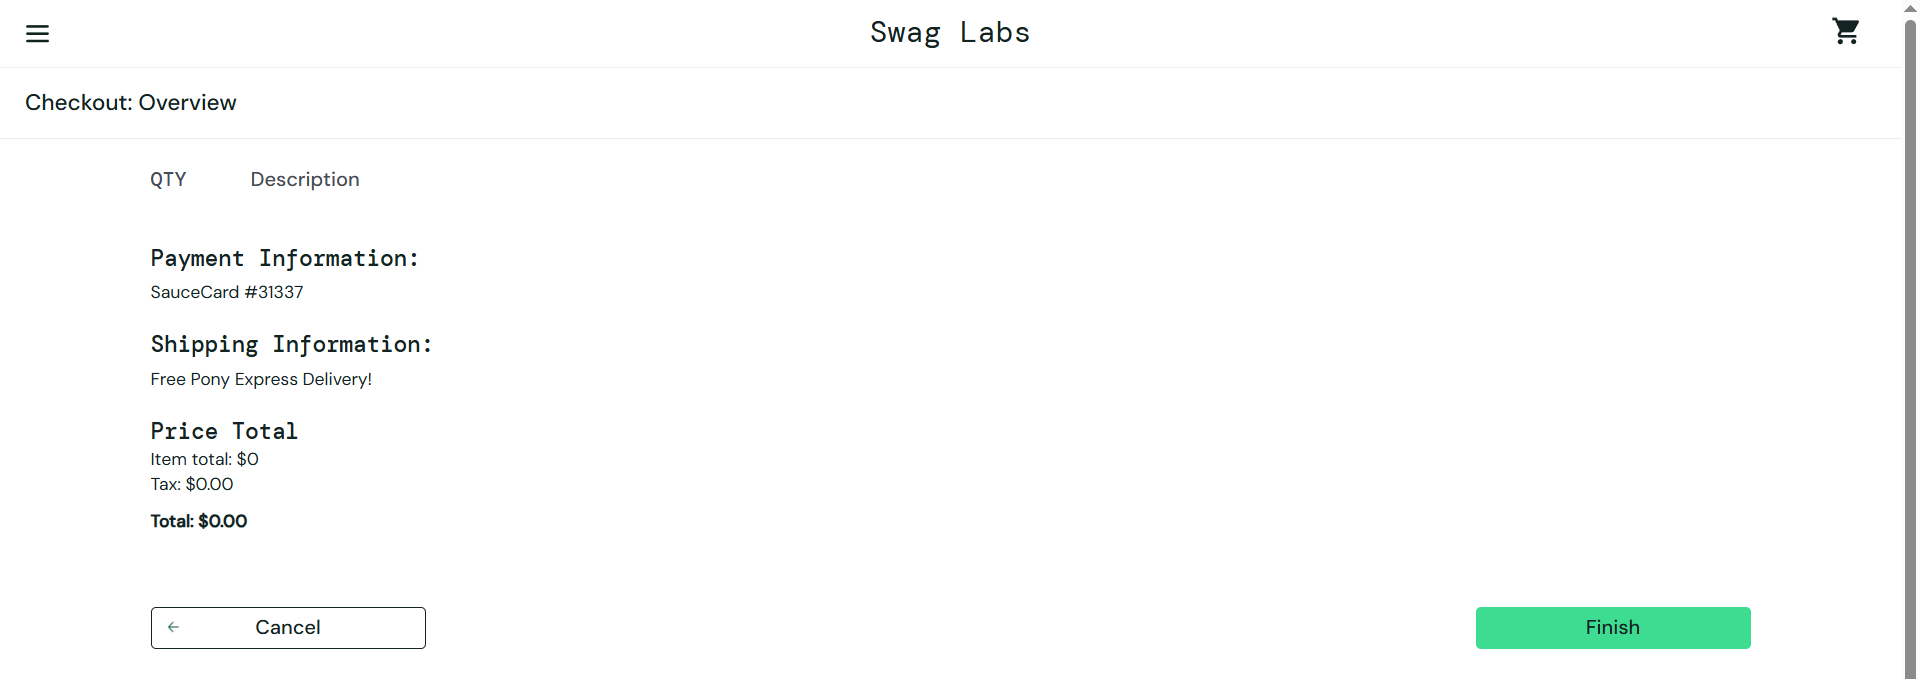 Swag Labs
Checkout: Overview
QTY Description
Payment Information:
SauceCard #31337
Shipping Information:
Free Pony Express Delivery!
Price Total
Item total: $0
Tax: $0.00
Total: $0.00
Cancel Finish